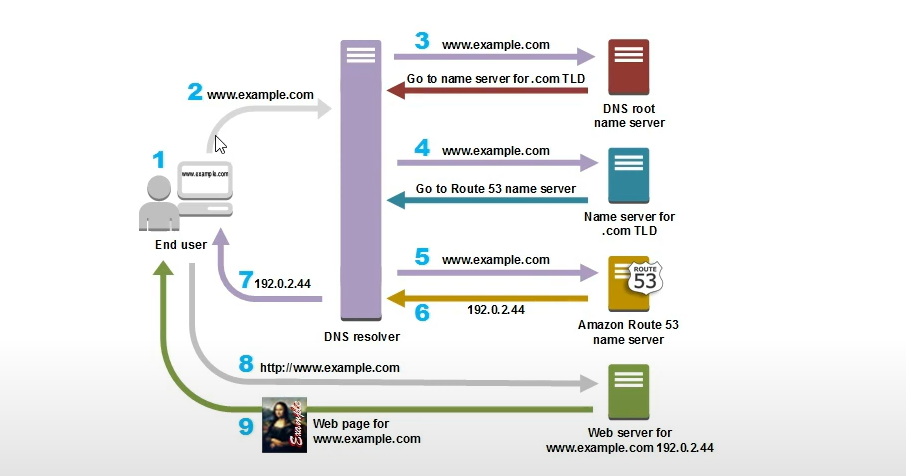 3 www.example.com
Go to name server for .com TLD
DNS root
name server
2 www.example.com
4 www.example.com
Go to Route 53 name server
Name server for
.com TLD
1
www.example.com
End user
5 www.example.com
ROUTE
53
6 192.0.2.44
Amazon Route 53
name server
7 192.0.2.44
DNS resolver
8 http://www.example.com
9
Example
Web page for
www.example.com
Web server for
www.example.com 192.0.2.44